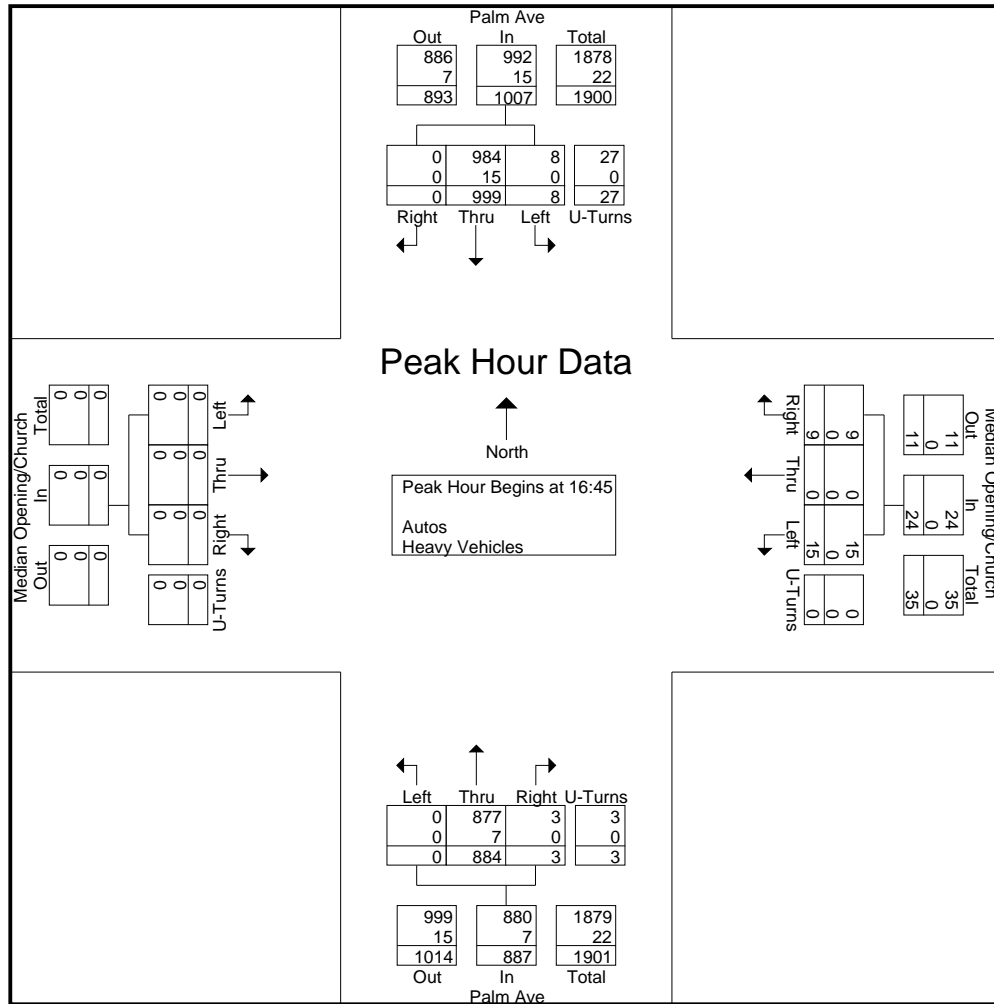 Palm Ave
Out In Total
886 992 1878
7 15 22
893 1007 1900
0 984 8 27
0 15 0 0
0 999 8 27
Right Thru Left U-Turns
Peak Hour Data
North
Peak Hour Begins at 16:45
Autos
Heavy Vehicles
Median Opening/Church
Total In Out
0 0 0
0 0 0
0 0 0
Left Thru Right U-Turns
0 0 0 0
0 0 0 0
0 0 0 0
Median Opening/Church
Out In Total
11 24 35
0 0 0
11 24 35
Right Thru Left U-Turns
9 0 15 0
0 0 0 0
9 0 15 0
Left Thru Right U-Turns
0 877 3 3
0 7 0 0
0 884 3 3
999 880 1879
15 7 22
1014 887 1901
Out In Total
Palm Ave